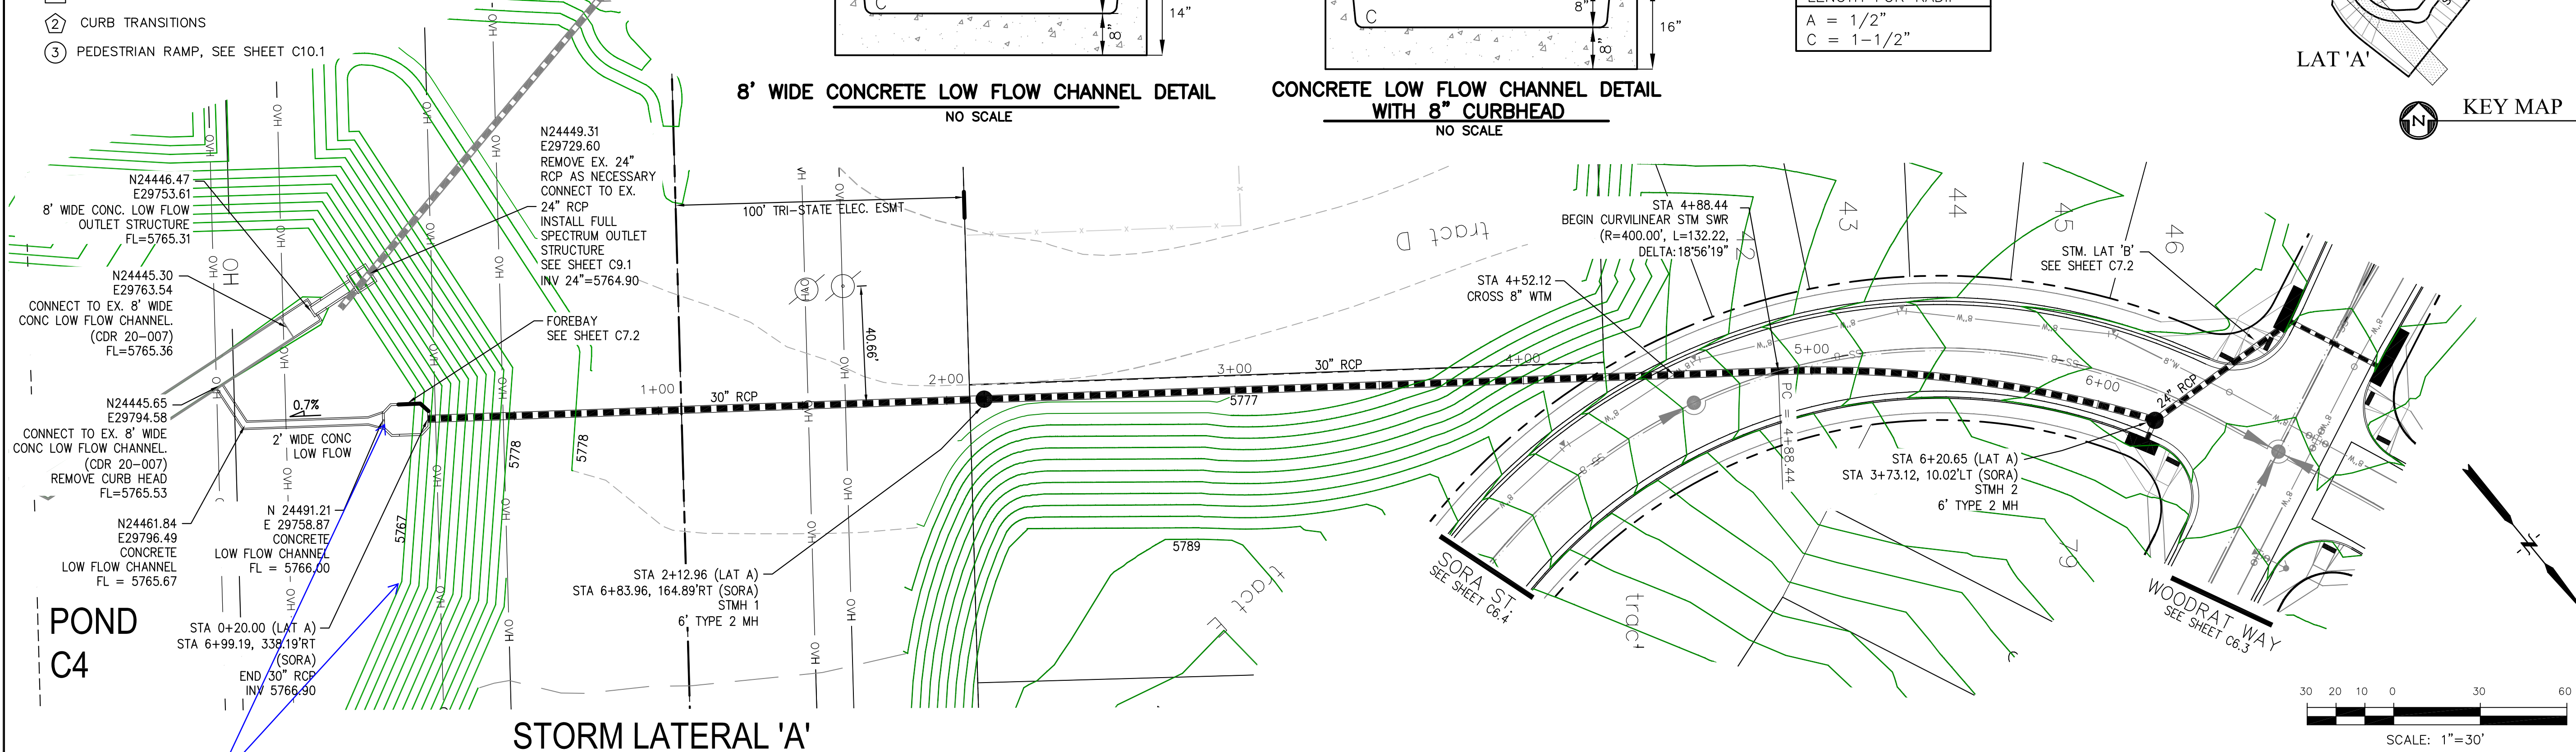 2 CURB TRANSITIONS
3 PEDESTRIAN RAMP, SEE SHEET C10.1
C
8"
14"
8' WIDE CONCRETE LOW FLOW CHANNEL DETAIL
NO SCALE
C
8"
8"
16"
CONCRETE LOW FLOW CHANNEL DETAIL
WITH 8" CURBHEAD
NO SCALE
A = 1/2"
C = 1-1/2"
LAT 'A'
N
KEY MAP
N24446.47
E29753.61
8' WIDE CONC. LOW FLOW
OUTLET STRUCTURE
FL=5765.31
N24445.30
E29763.54
CONNECT TO EX. 8' WIDE
CONC LOW FLOW CHANNEL.
(CDR 20-007)
FL=5765.36
N24445.65
E29794.58
CONNECT TO EX. 8' WIDE
CONC LOW FLOW CHANNEL.
(CDR 20-007)
REMOVE CURB HEAD
FL=5765.53
N24461.84
E29796.49
CONCRETE
LOW FLOW CHANNEL
FL = 5765.67
N 24491.21
E 29758.87
CONCRETE
LOW FLOW CHANNEL
FL = 5766.00
STA 0+20.00 (LAT A)
STA 6+99.19, 338.19'RT
(SORA)
END 30" RCP
INV 5766.90
POND
C4
OH
OVH
0.7%
2' WIDE CONC
LOW FLOW
5767
5778
5778
N24449.31
E29729.60
REMOVE EX. 24"
RCP AS NECESSARY
CONNECT TO EX.
24" RCP
INSTALL FULL
SPECTRUM OUTLET
STRUCTURE
SEE SHEET C9.1
INV 24"=5764.90
FOREBAY
SEE SHEET C7.2
100' TRI-STATE ELEC. ESMT
40.66'
1+00
30" RCP
2+00
3+00
30" RCP
4+00
5777
5789
STA 2+12.96 (LAT A)
STA 6+83.96, 164.89'RT (SORA)
STMH 1
6' TYPE 2 MH
tract D
tract E
tract
STA 4+88.44
BEGIN CURVILINEAR STM SWR
(R=400.00', L=132.22,
DELTA:18°56'19"
STA 4+52.12
CROSS 8" WTM
42
43
44
45
46
79
PC = 4+88.44
5+00
6+00
SS-8
8"W
24" RCP
STM. LAT 'B'
SEE SHEET C7.2
STA 6+20.65 (LAT A)
STA 3+73.12, 10.02'LT (SORA)
STMH 2
6' TYPE 2 MH
SORA ST.
SEE SHEET C6.4
WOODRAT WAY
SEE SHEET C6.3
N
STORM LATERAL 'A'
30 20 10 0 30 60
SCALE: 1"=30'